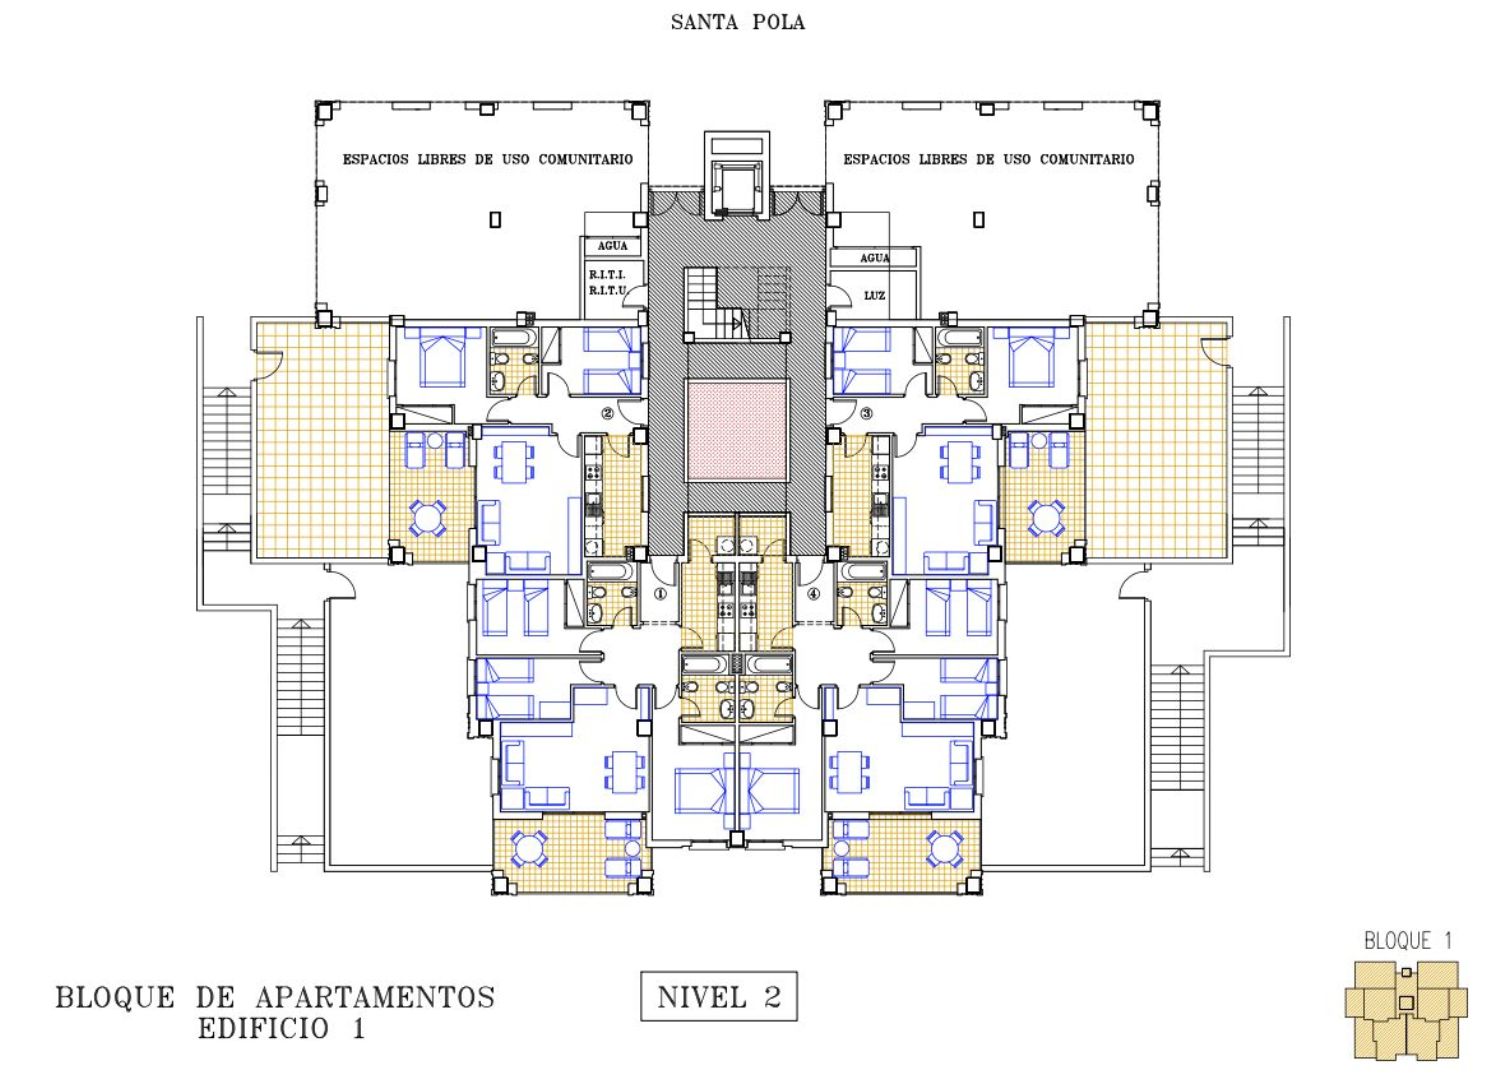 SANTA POLA
ESPACIOS LIBRES DE USO COMUNITARIO
ESPACIOS LIBRES DE USO COMUNITARIO
AGUA
R.I.T.I.
R.I.T.U.
AGUA
LUZ
2
3
1
4
BLOQUE DE APARTAMENTOS
EDIFICIO 1
NIVEL 2
BLOQUE 1